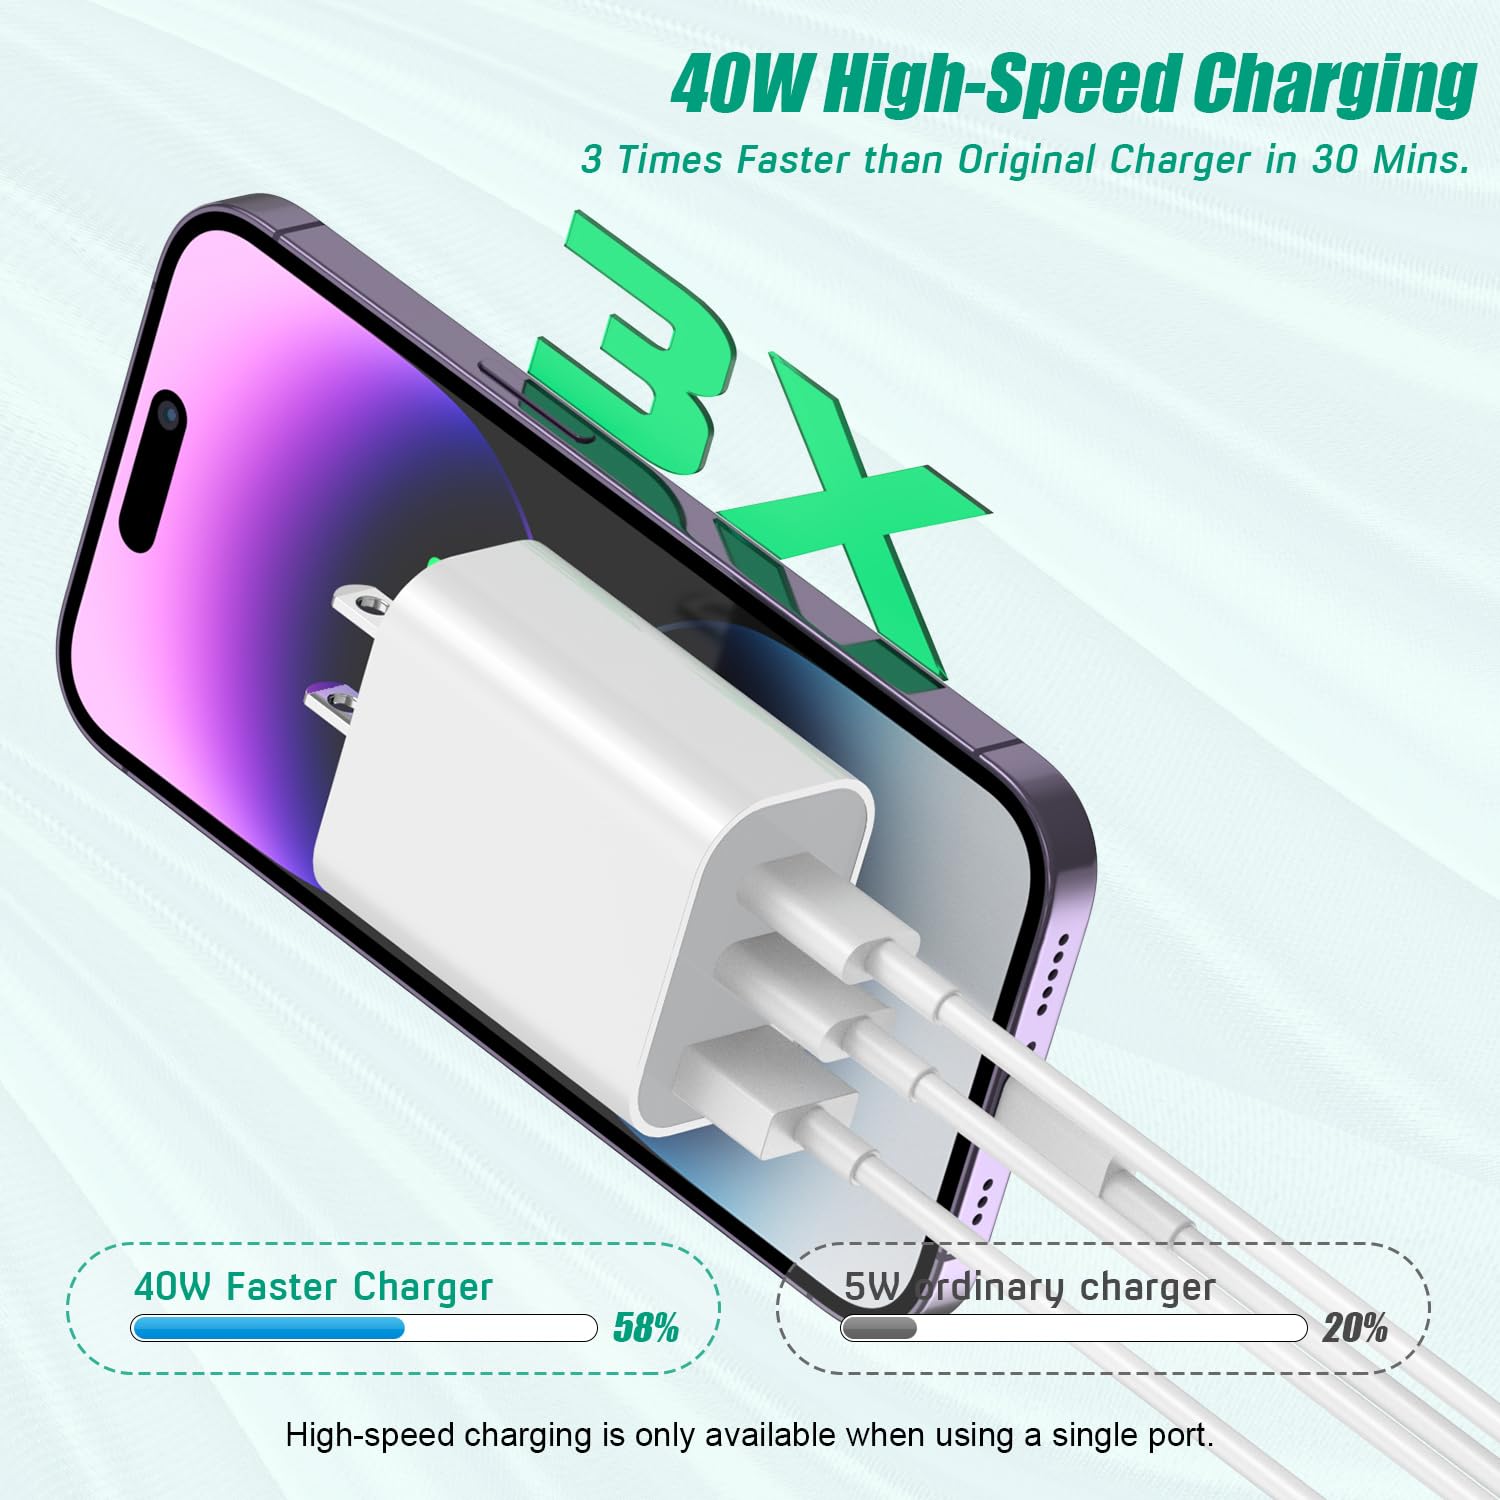 40W High-Speed Charging
3 Times Faster than Original Charger in 30 Mins.
3X
40W Faster Charger
58%
5W ordinary charger
20%
High-speed charging is only available when using a single port.